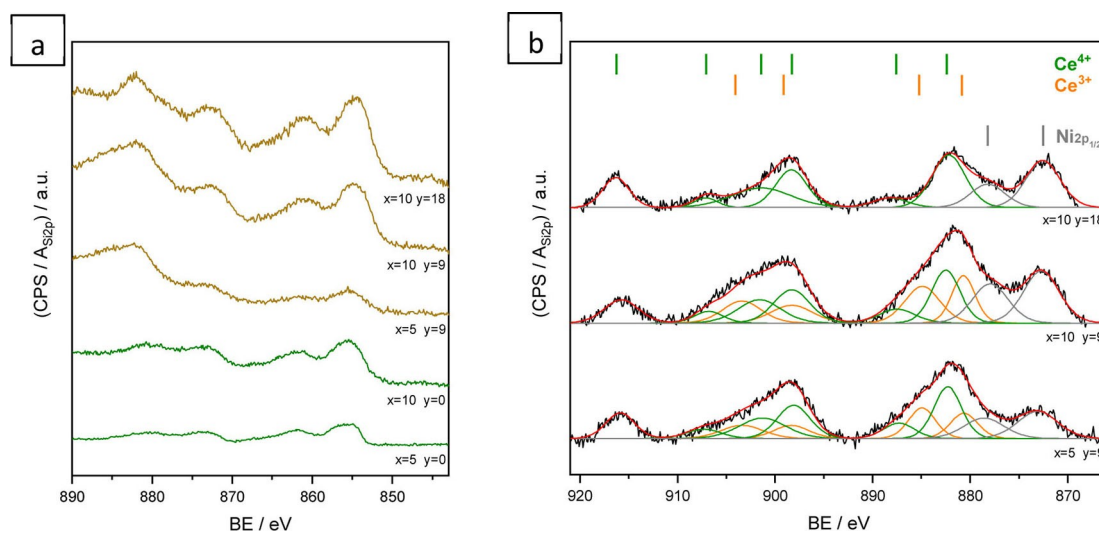 a
(CPS / A_Si2p) / a.u.
x=10 y=18
x=10 y=9
x=5 y=9
x=10 y=0
x=5 y=0
890 880 870 860 850
BE / eV
b
(CPS / A_Si2p) / a.u.
Ce4+
Ce3+
Ni2p1/2
x=10 y=18
x=10 y=9
x=5 y=9
920 910 900 890 880 870
BE / eV